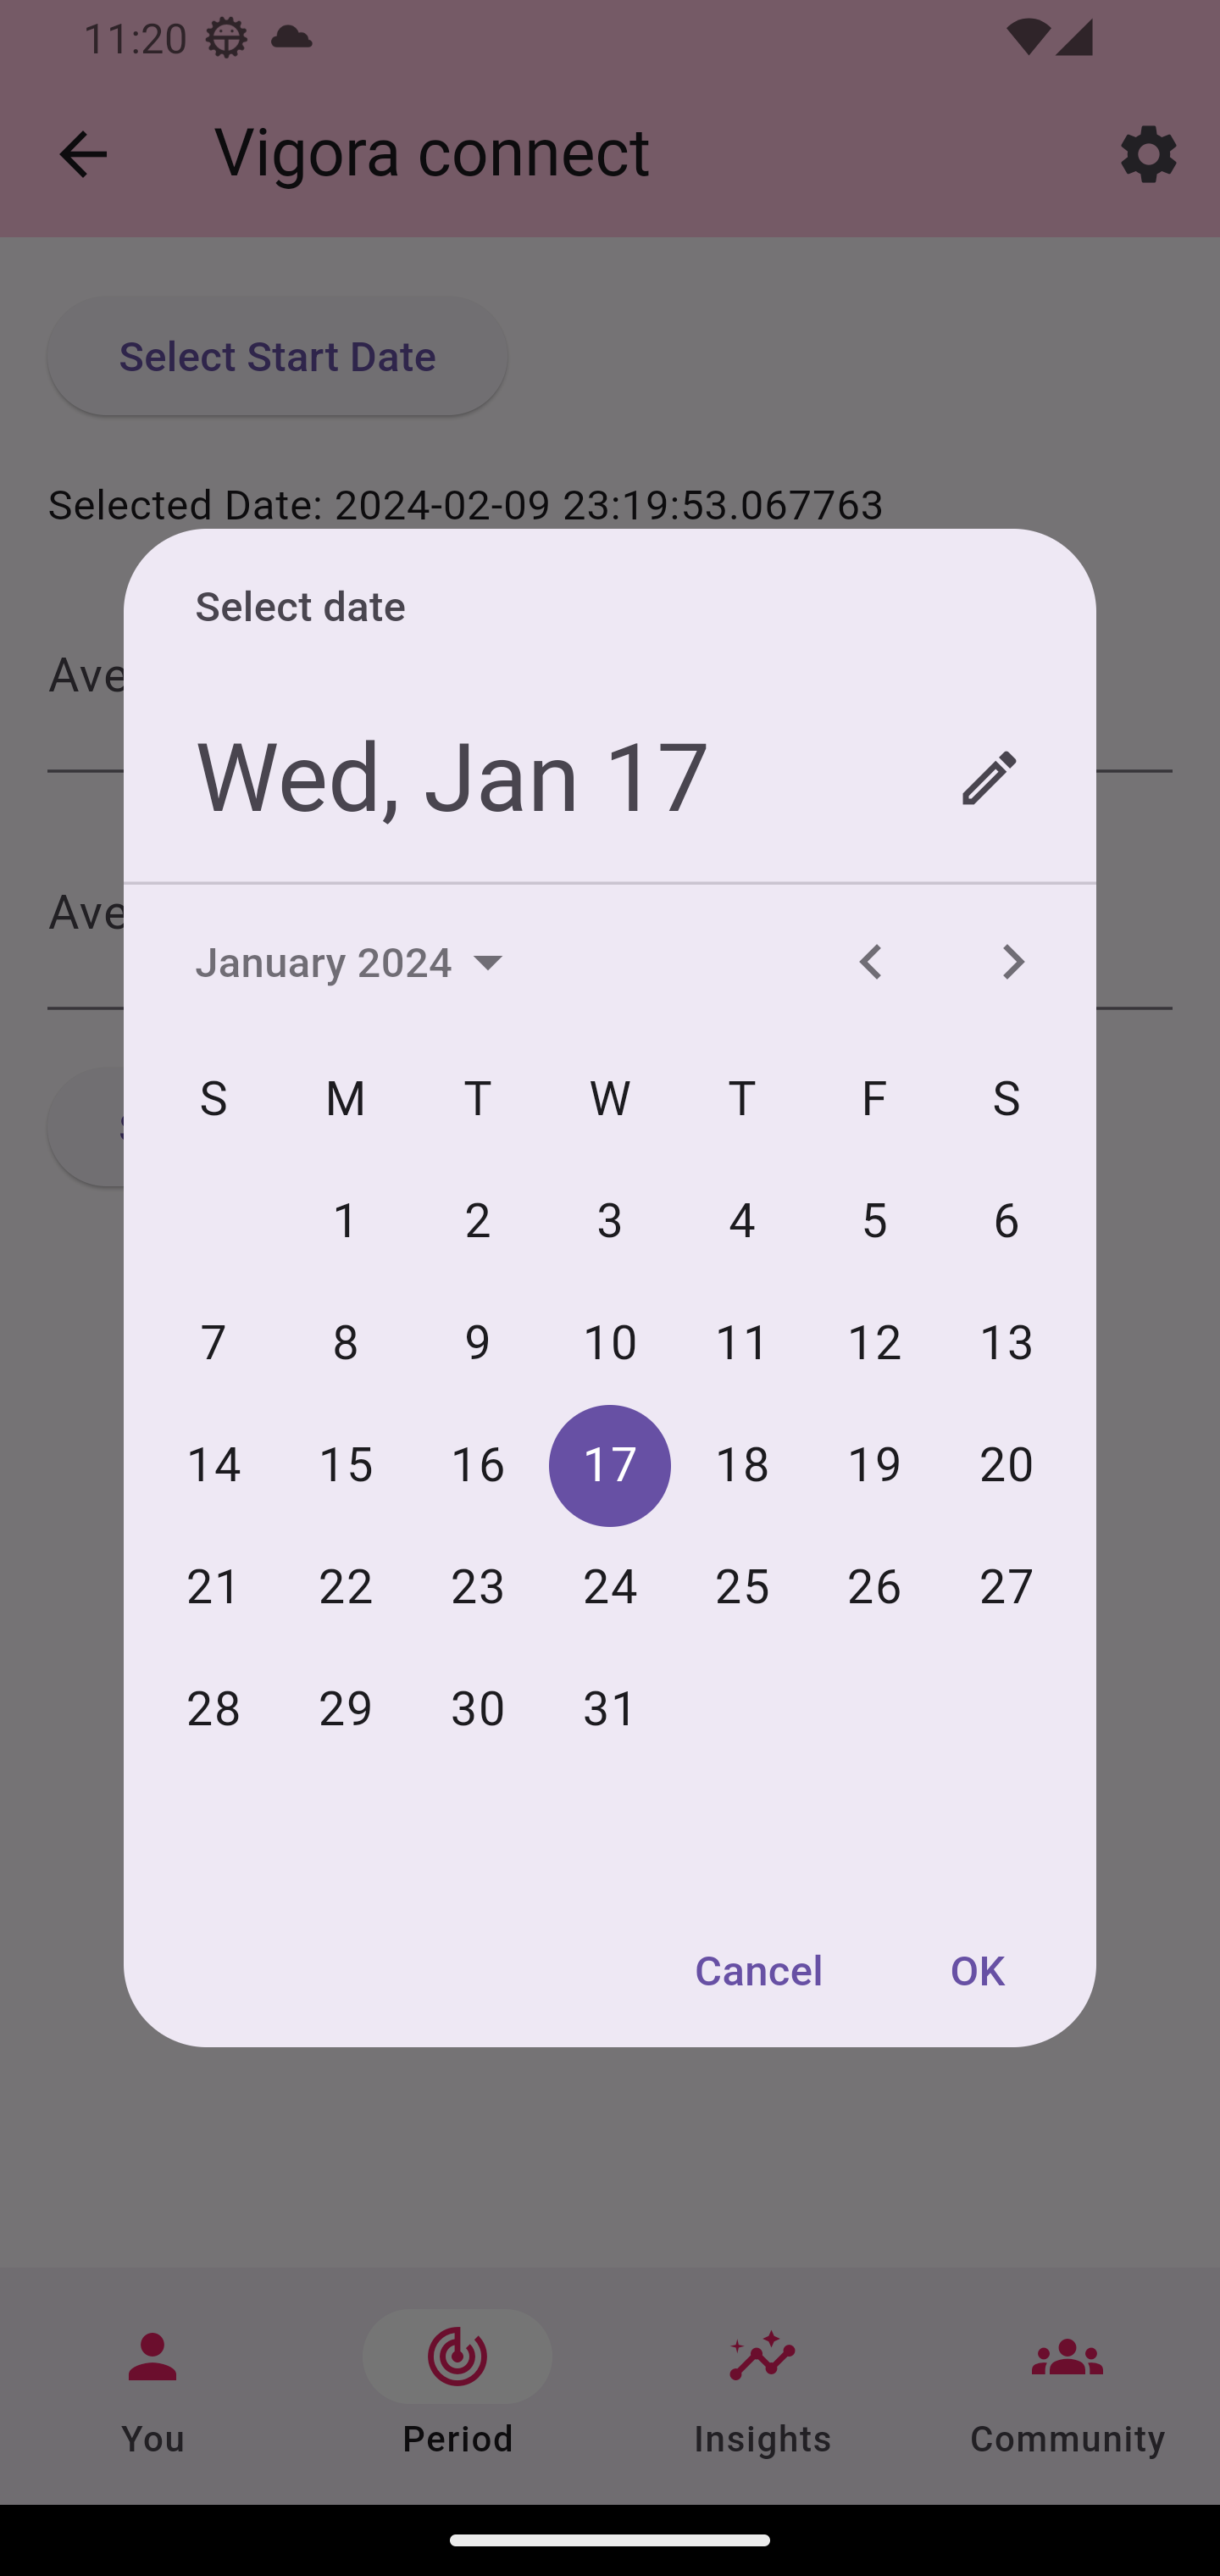 11:20
Vigora connect
Select Start Date
Selected Date: 2024-02-09 23:19:53.067763
Select date
Ave
Wed, Jan 17
Ave
January 2024
S M T W T F S
1 2 3 4 5 6
7 8 9 10 11 12 13
14 15 16 17 18 19 20
21 22 23 24 25 26 27
28 29 30 31
Cancel OK
You Period Insights Community